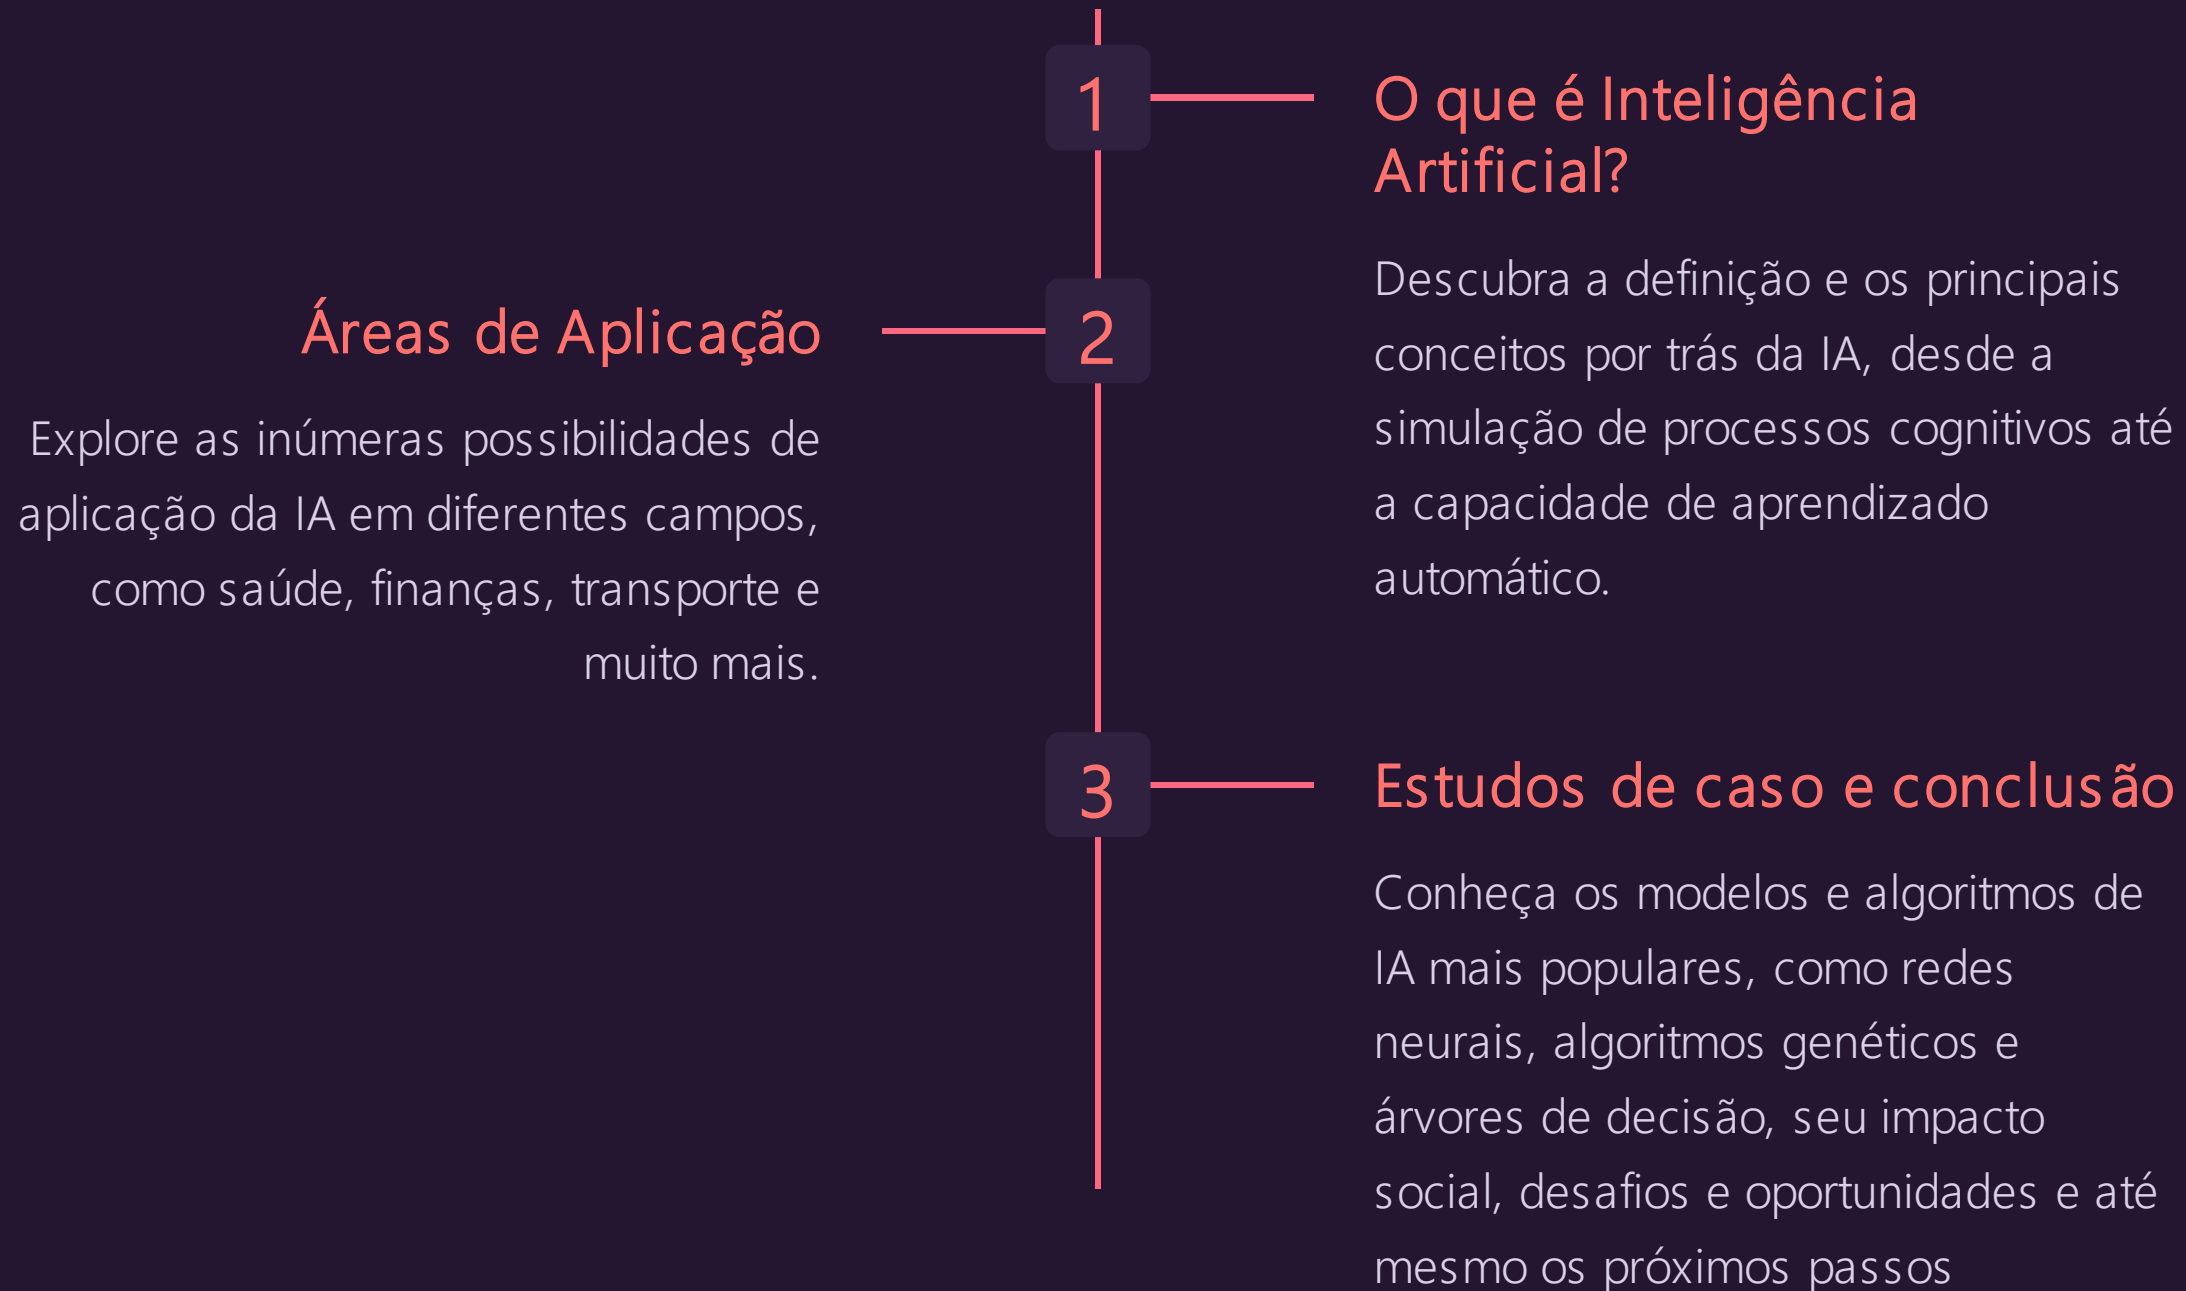 1
O que é Inteligência
Artificial?
Descubra a definição e os principais
conceitos por trás da IA, desde a
simulação de processos cognitivos até
a capacidade de aprendizado
automático.
2
Áreas de Aplicação
Explore as inúmeras possibilidades de
aplicação da IA em diferentes campos,
como saúde, finanças, transporte e
muito mais.
3
Estudos de caso e conclusão
Conheça os modelos e algoritmos de
IA mais populares, como redes
neurais, algoritmos genéticos e
árvores de decisão, seu impacto
social, desafios e oportunidades e até
mesmo os próximos passos